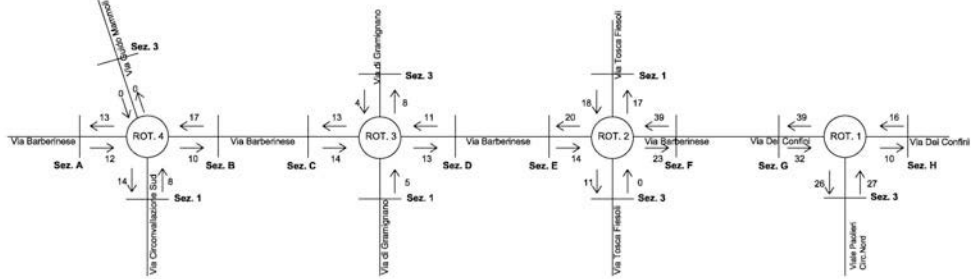 Via Guido Mammoli
Sez. 3
0
0
13
17
12
10
ROT. 4
Via Barberinese
Sez. A
Via Barberinese
Sez. B
14
8
Sez. 1
Via Circonvallazione Sud
Via di Gramignano
Sez. 3
4
8
13
11
14
13
ROT. 3
Sez. C
Sez. D
5
Sez. 1
Via di Gramignano
Via Barberinese
Via Tosca Fiesoli
Sez. 1
18
17
20
39
14
23
ROT. 2
Sez. E
Via Barberinese
Sez. F
11
0
Sez. 3
Via Tosca Fiesoli
Via Dei Confini
39
16
32
10
ROT. 1
Sez. G
Sez. H
Via Dei Confini
26
27
Sez. 3
Viale Paolieri
Circ.Nord